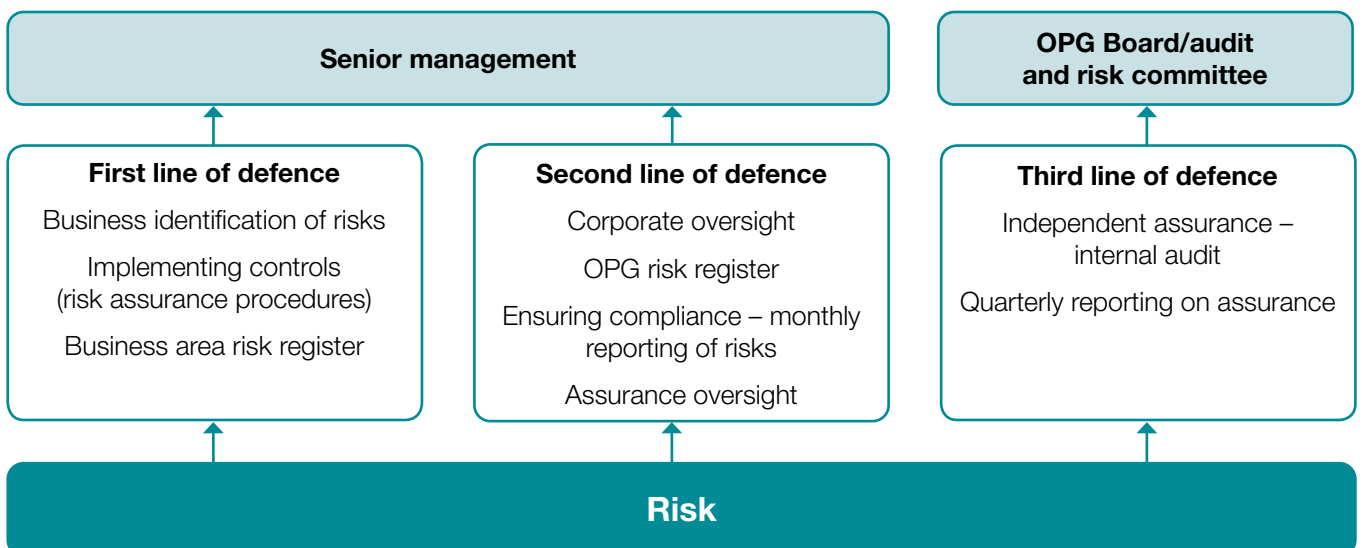 Senior management
OPG Board/audit
and risk committee
First line of defence
Business identification of risks
Implementing controls
(risk assurance procedures)
Business area risk register
Second line of defence
Corporate oversight
OPG risk register
Ensuring compliance – monthly
reporting of risks
Assurance oversight
Third line of defence
Independent assurance –
internal audit
Quarterly reporting on assurance
Risk